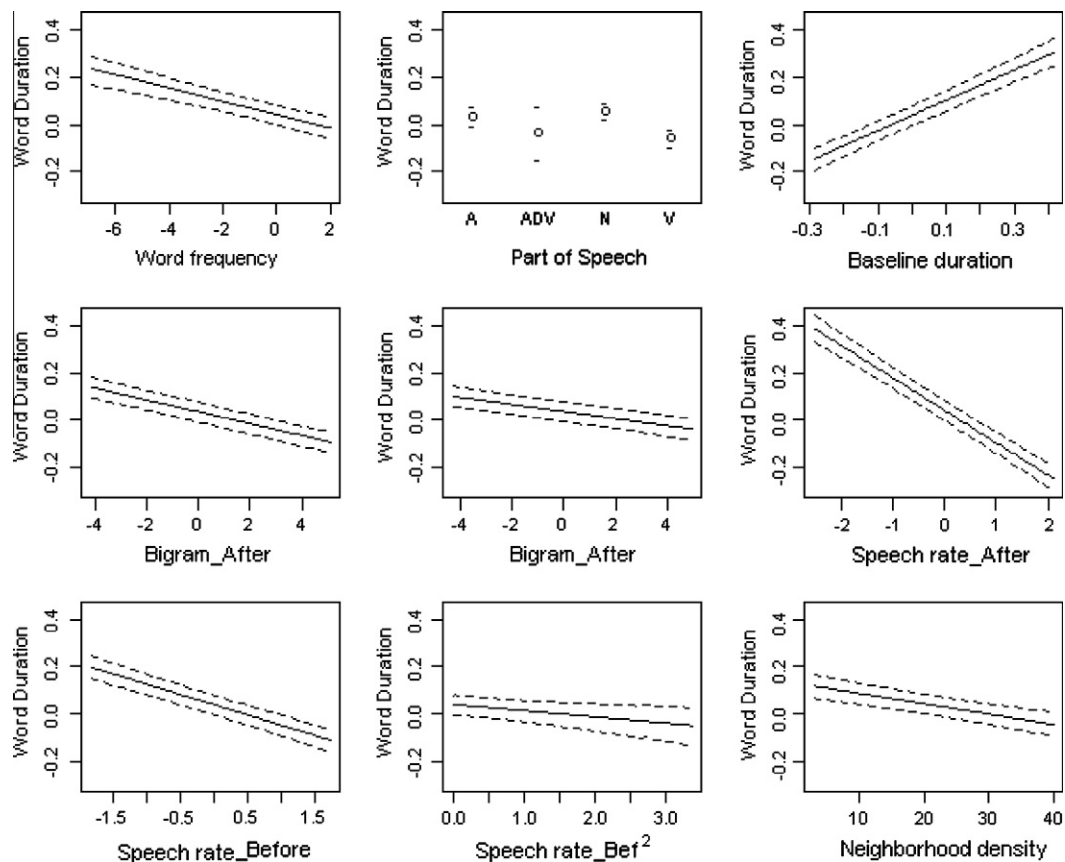 Word Duration
0.4
0.2
0.0
-0.2
-6 -4 -2 0 2
Word frequency
Word Duration
0.4
0.2
0.0
-0.2
A ADV N V
Part of Speech
Word Duration
0.4
0.2
0.0
-0.2
-0.3 -0.1 0.1 0.3
Baseline duration
Word Duration
0.4
0.2
0.0
-0.2
-4 -2 0 2 4
Bigram_After
Word Duration
0.4
0.2
0.0
-0.2
-4 -2 0 2 4
Bigram_After
Word Duration
0.4
0.2
0.0
-0.2
-2 -1 0 1 2
Speech rate_After
Word Duration
0.4
0.2
0.0
-0.2
-1.5 -0.5 0.5 1.5
Speech rate_Before
Word Duration
0.4
0.2
0.0
-0.2
0.0 1.0 2.0 3.0
Speech rate_Bef²
Word Duration
0.4
0.2
0.0
-0.2
10 20 30 40
Neighborhood density